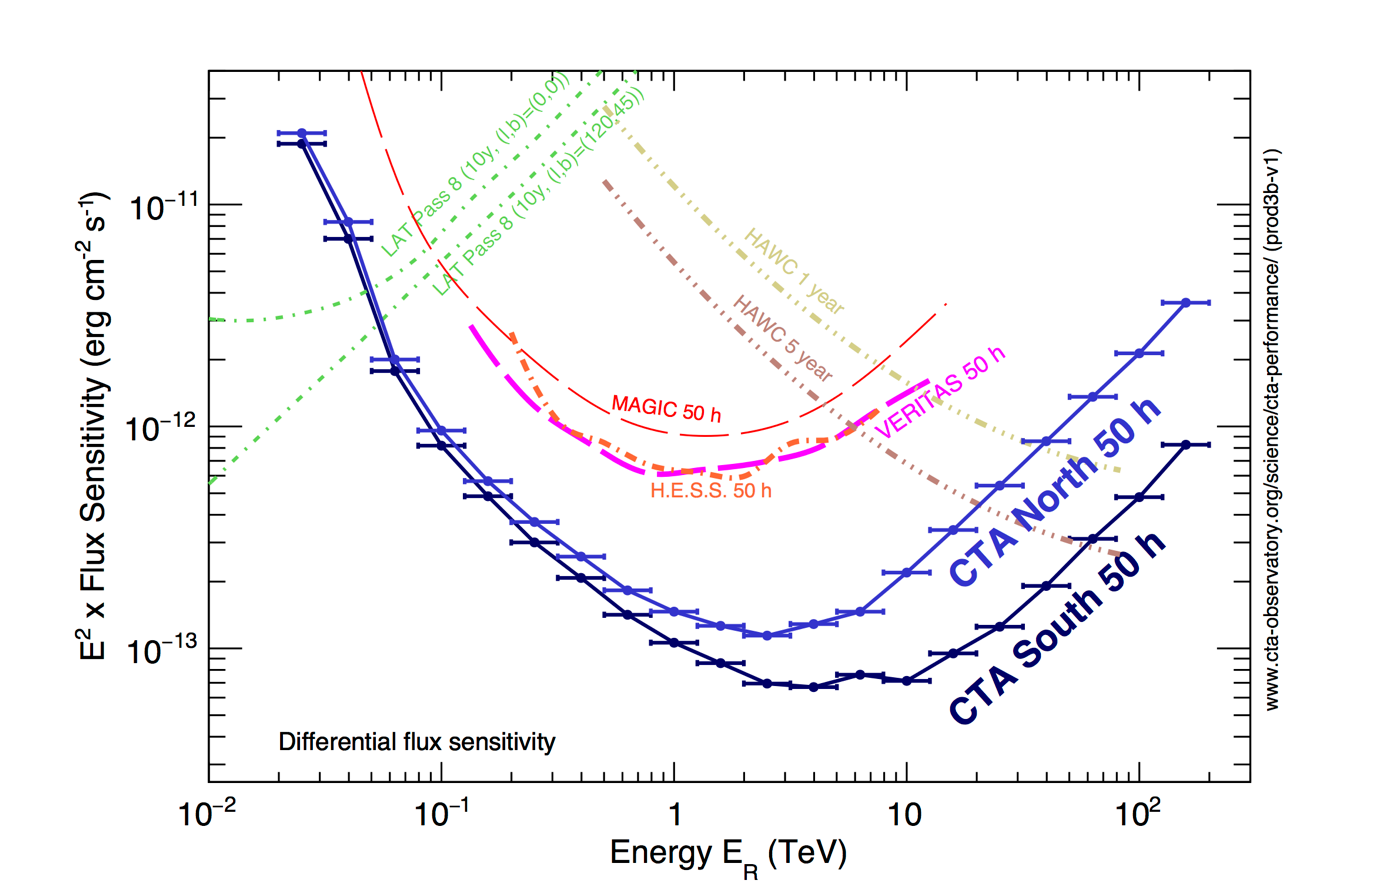 LAT Pass 8 (10y, (l,b)=(0,0))
LAT Pass 8 (10y, (l,b)=(120,45))
HAWC 1 year
HAWC 5 year
MAGIC 50 h
VERITAS 50 h
H.E.S.S. 50 h
CTA North 50 h
CTA South 50 h
Differential flux sensitivity
E² x Flux Sensitivity (erg cm⁻² s⁻¹)
10⁻¹¹
10⁻¹²
10⁻¹³
10⁻²
10⁻¹
1
10
10²
Energy E_R (TeV)
www.cta-observatory.org/science/cta-performance/ (prod3b-v1)